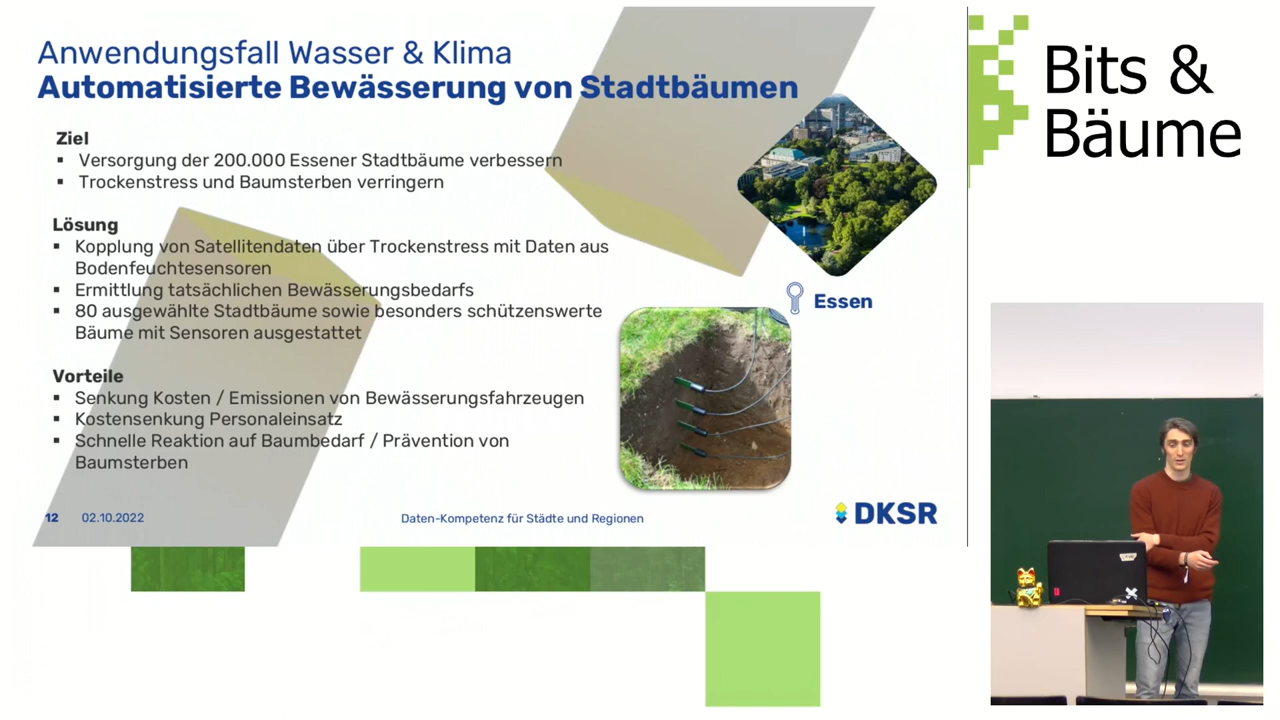 Anwendungsfall Wasser & Klima
Automatisierte Bewässerung von Stadtbäumen
Ziel
▪ Versorgung der 200.000 Essener Stadtbäume verbessern
▪ Trockenstress und Baumsterben verringern
Lösung
▪ Kopplung von Satellitendaten über Trockenstress mit Daten aus
Bodenfeuchtesensoren
▪ Ermittlung tatsächlichen Bewässerungsbedarfs
▪ 80 ausgewählte Stadtbäume sowie besonders schützenswerte
Bäume mit Sensoren ausgestattet
Vorteile
▪ Senkung Kosten / Emissionen von Bewässerungsfahrzeugen
▪ Kostensenkung Personaleinsatz
▪ Schnelle Reaktion auf Baumbedarf / Prävention von
Baumsterben
Essen
12 02.10.2022 Daten-Kompetenz für Städte und Regionen DKSR
Bits &
Bäume